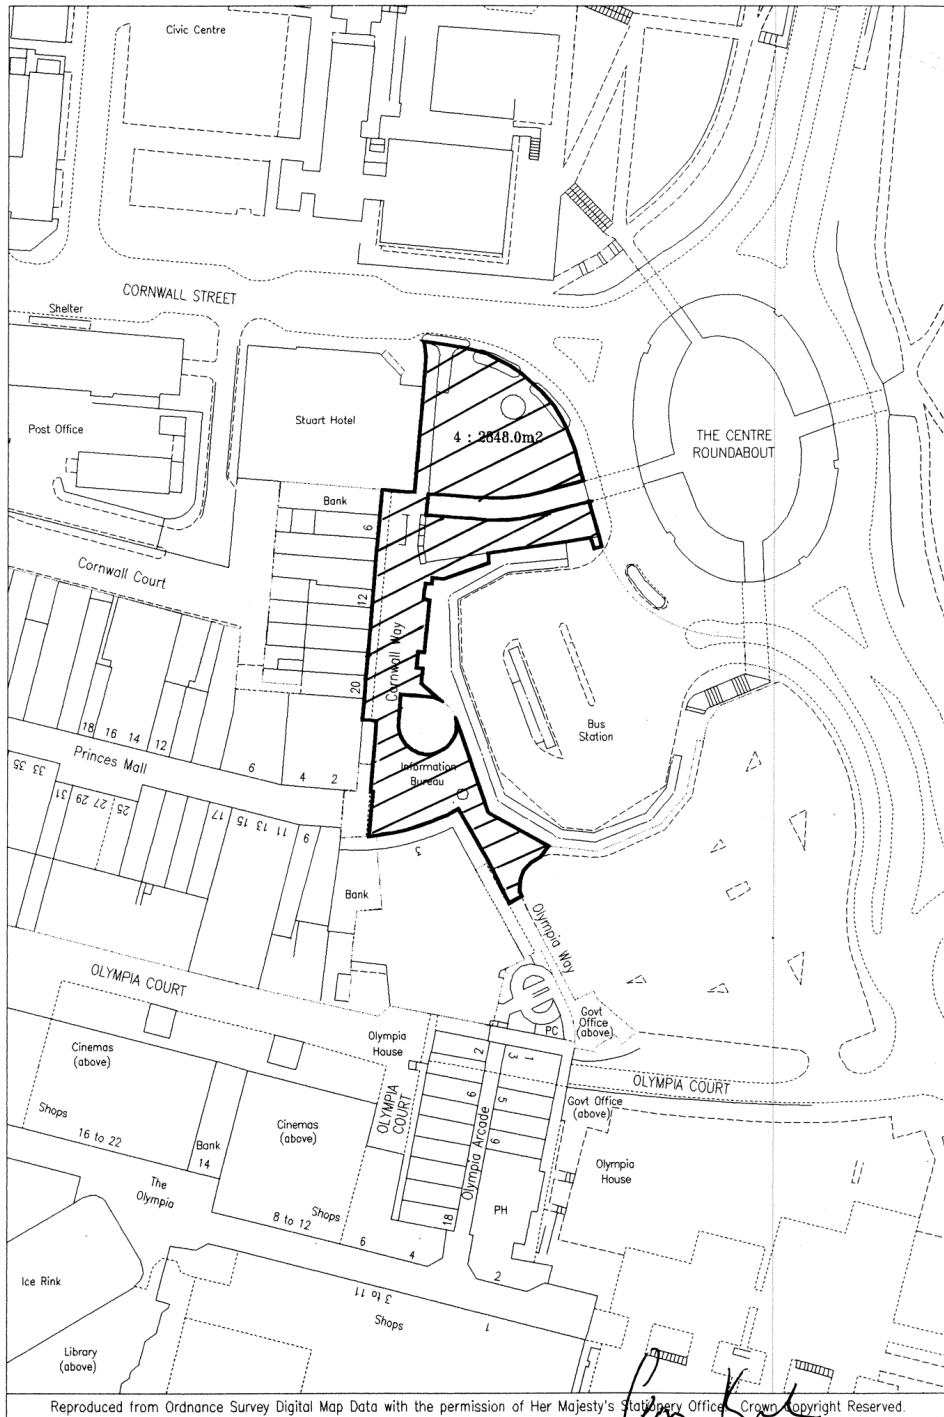 Civic Centre
CORNWALL STREET
Shelter
Post Office
Stuart Hotel
4 : 2848.0m²
THE CENTRE
ROUNDABOUT
Bank
6
12
20
Cornwall Court
Cornwall Way
Bus
Station
18
16
14
12
6
4
2
Princes Mall
Information
Bureau
35
33
31
29
27
25
17
15
13
11
9
3
Bank
Olympia Way
OLYMPIA COURT
Olympia
House
PC
Govt
Office
(above)
Cinemas
(above)
Shops
16 to 22
Bank
14
Cinemas
(above)
OLYMPIA
COURT
2
6
18
Olympia Arcade
1
3
5
9
OLYMPIA COURT
Govt Office
(above)
Olympia
House
PH
The
Olympia
8 to 12
Shops
6
4
2
Ice Rink
3 to 11
Shops
1
Library
(above)
Reproduced from Ordnance Survey Digital Map Data with the permission of Her Majesty's Stationery Office Crown Copyright Reserved.